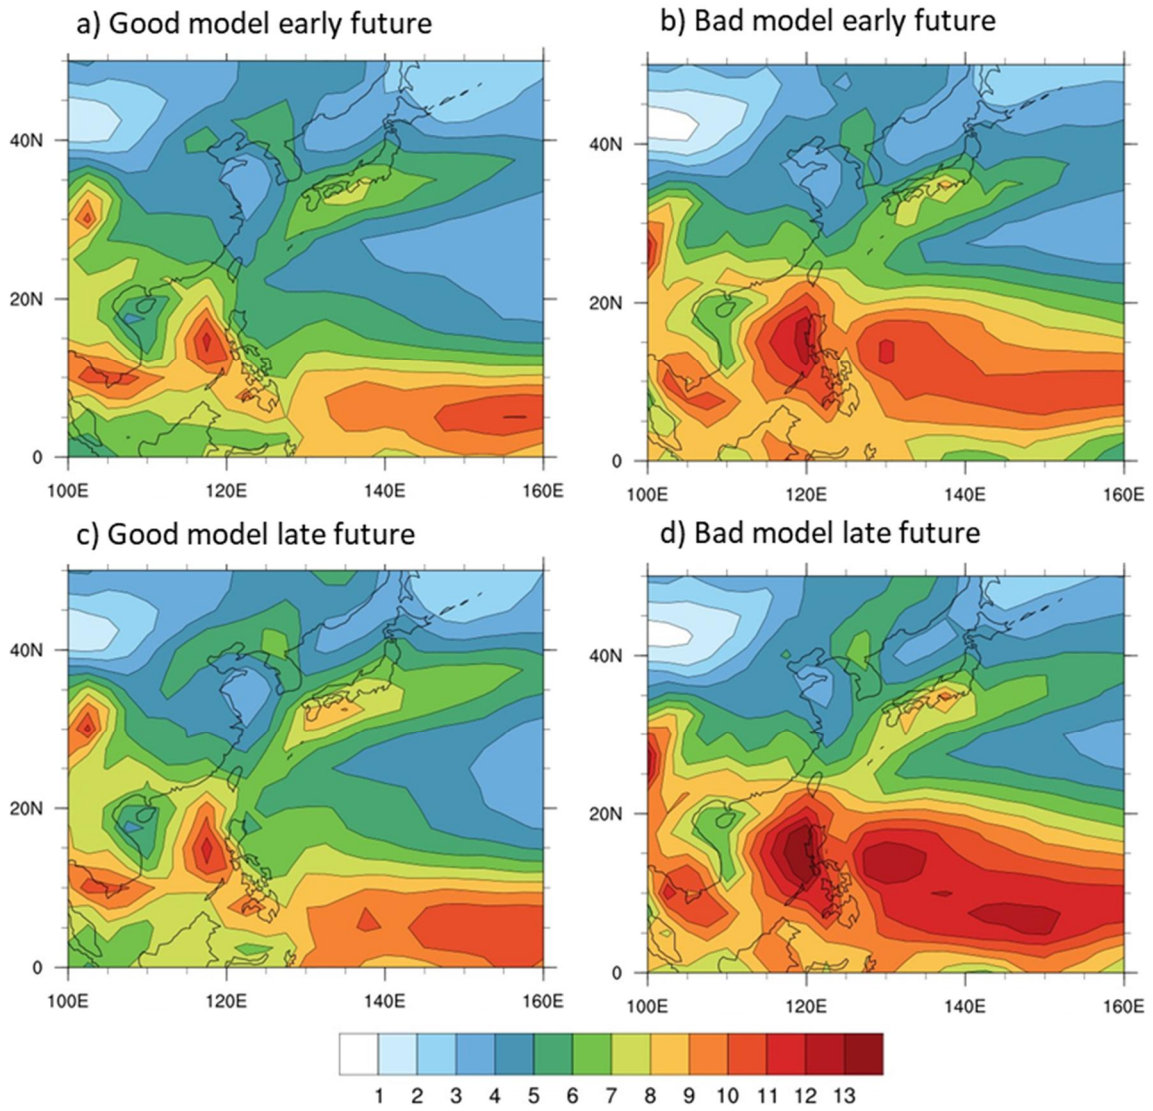 a) Good model early future
b) Bad model early future
40N
20N
0
100E 120E 140E 160E
40N
20N
0
100E 120E 140E 160E
c) Good model late future
d) Bad model late future
40N
20N
0
100E 120E 140E 160E
40N
20N
0
100E 120E 140E 160E
1 2 3 4 5 6 7 8 9 10 11 12 13